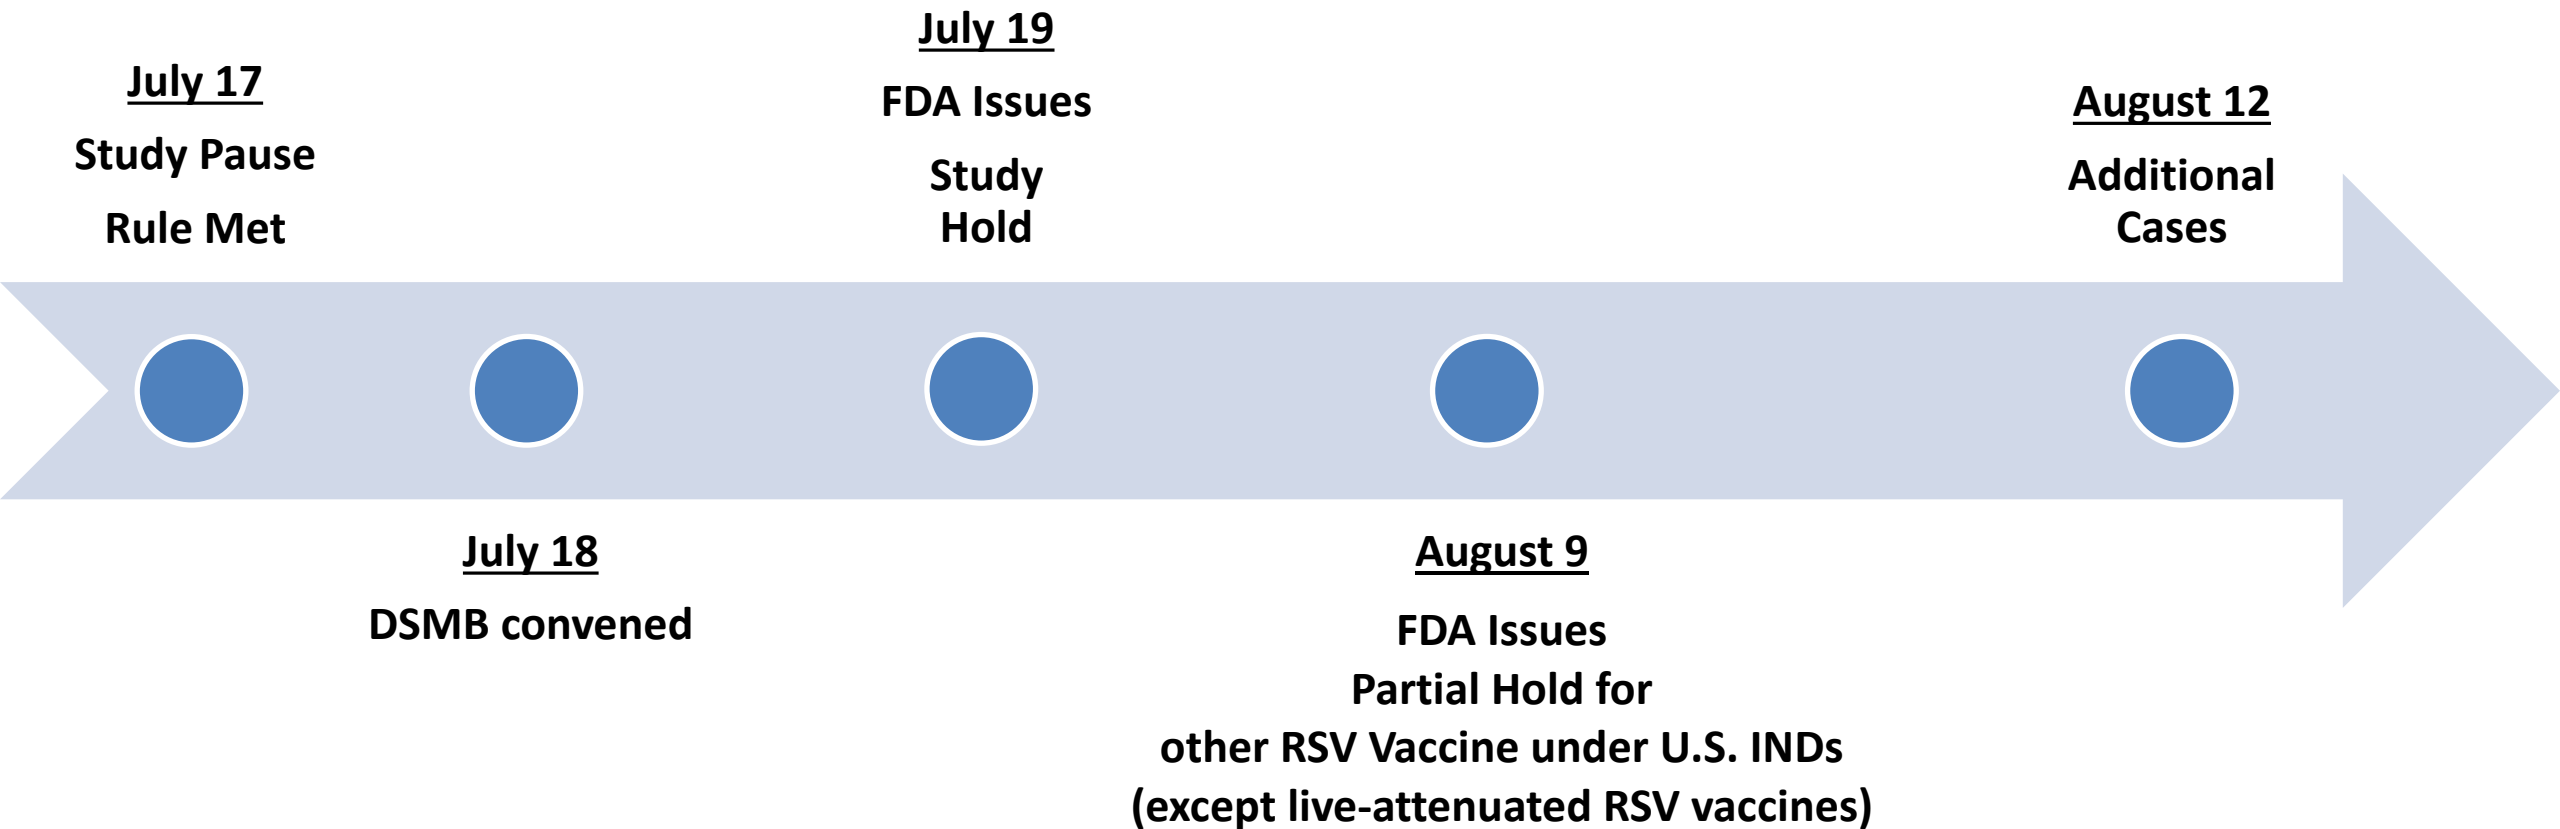 July 17
Study Pause
Rule Met
July 18
DSMB convened
July 19
FDA Issues
Study
Hold
August 9
FDA Issues
Partial Hold for
other RSV Vaccine under U.S. INDs
(except live-attenuated RSV vaccines)
August 12
Additional
Cases